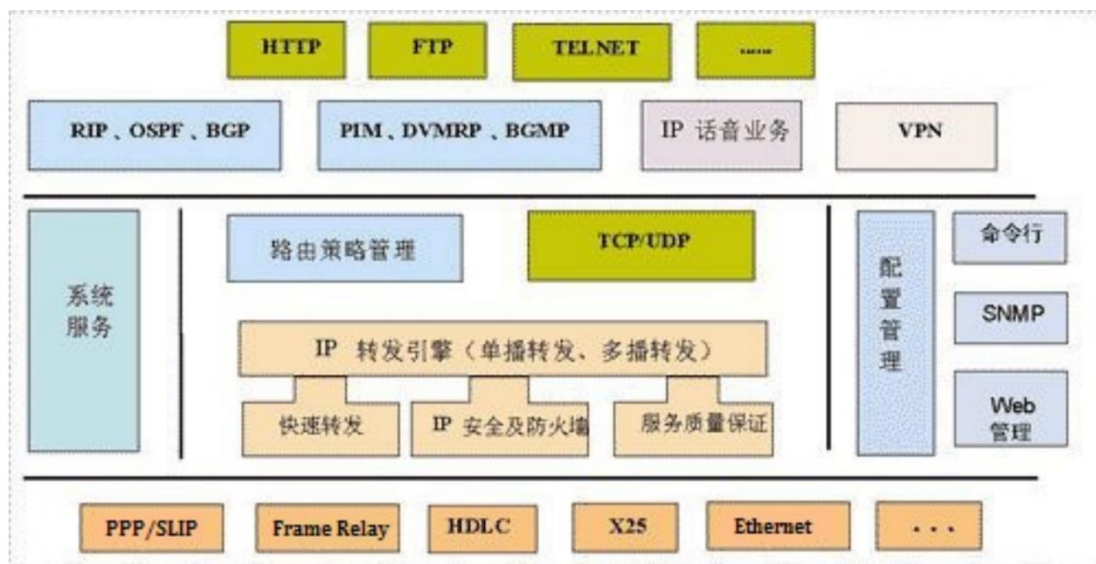 HTTP
FTP
TELNET
......
RIP、OSPF、BGP
PIM、DVMRP、BGMP
IP 话音业务
VPN
系统
服务
路由策略管理
TCP/UDP
IP 转发引擎（单播转发、多播转发）
快速转发
IP 安全及防火墙
服务质量保证
配
置
管
理
命令行
SNMP
Web
管理
PPP/SLIP
Frame Relay
HDLC
X25
Ethernet
...